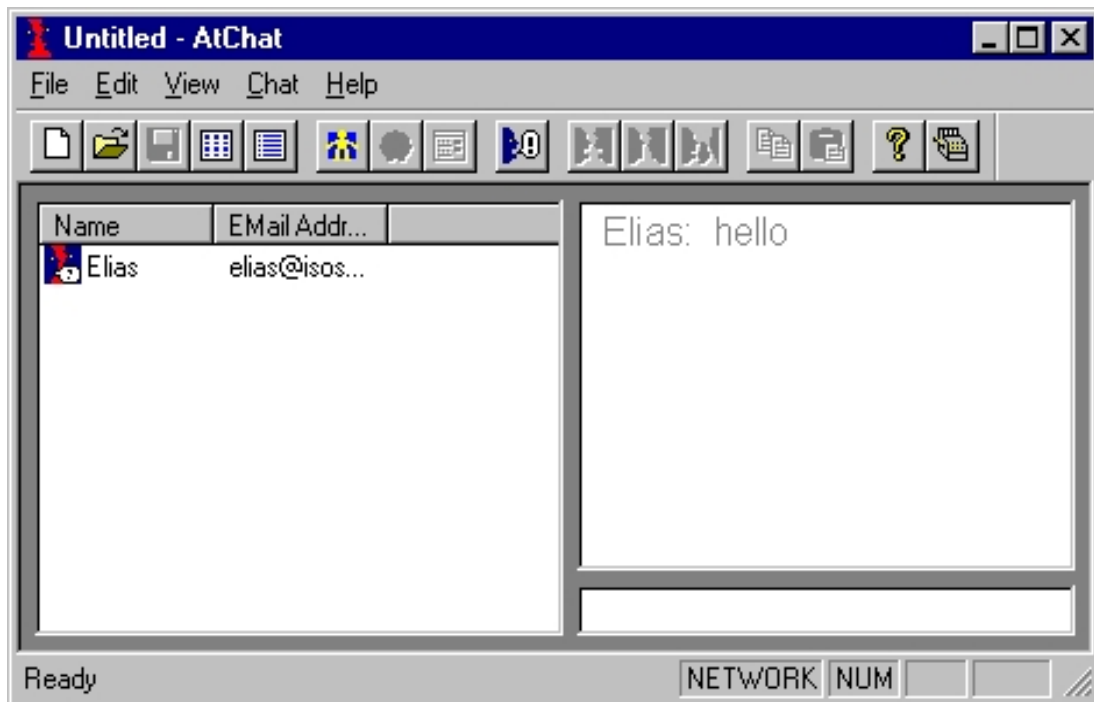 Untitled - AtChat
File Edit View Chat Help
Name EMail Addr...
Elias elias@isos...
Elias: hello
Ready NETWORK NUM